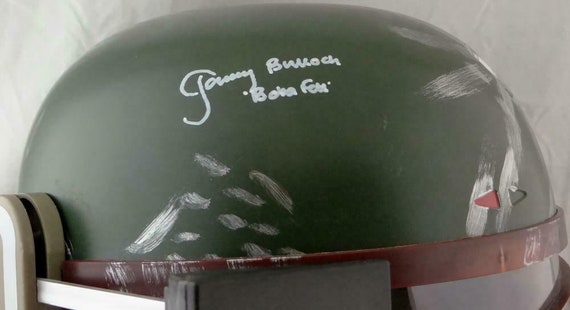 Jeremy Bulloch
"Boba Fett"